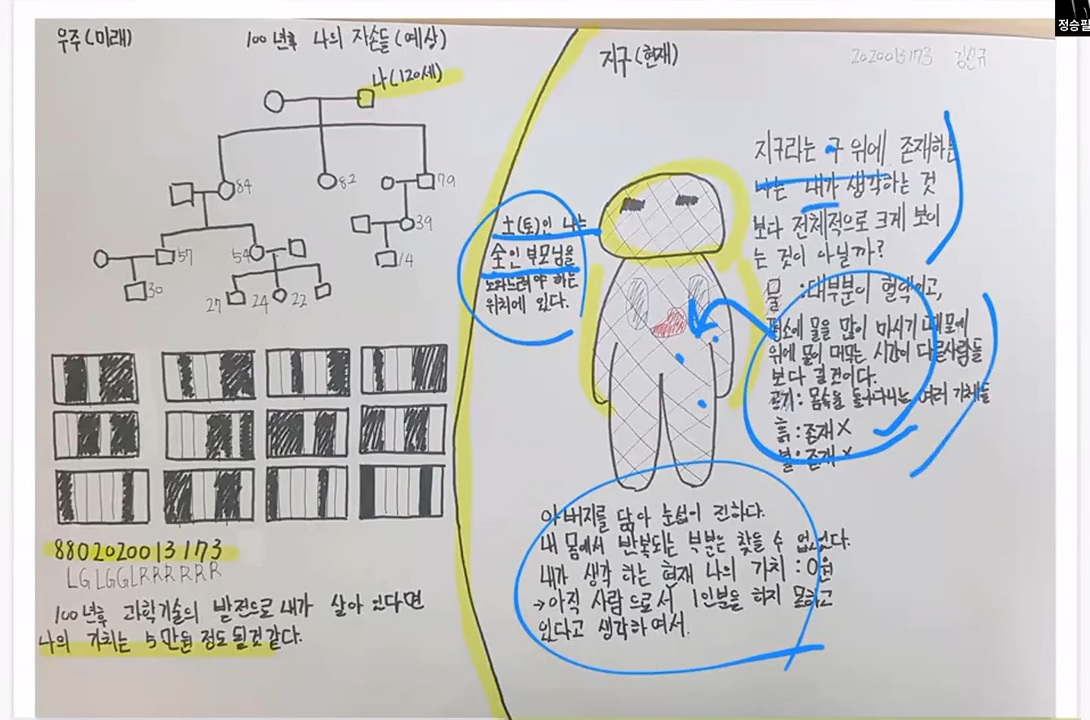 우주(미래)
100년후 나의 자손들(예상)
나(120세)
84
82
79
57
54
39
30
27
24
22
14
8802020013173
LGLGGLRRRRRR
100년후 과학기술의 발전으로 내가 살아 있다면
나의 가치는 5만원 정도 될것 같다.
지구(현재)
2020013173
정승필
지구라는 구 위에 존재하는
나는 내가 생각하는 것
보다 전체적으로 크게 보이
는 것이 아닐까?
土(토)인 나는
金인 부모님을
도와드려야 하는
위치에 있다.
물 : 대부분이 혈액이고,
평소에 물을 많이 마시기 때문에
위에 물이 머무는 시간이 다른사람들
보다 길것이다.
공기 : 몸속을 돌아다니는 여러 기체들
흙 : 존재 X
불 : 존재 X
아버지를 닮아 눈썹이 진하다.
내 몸에서 반복되는 부분은 찾을 수 없었다.
내가 생각 하는 현재 나의 가치 : 0원
→아직 사람으로서 1인분을 하지 못하고
있다고 생각하여서.